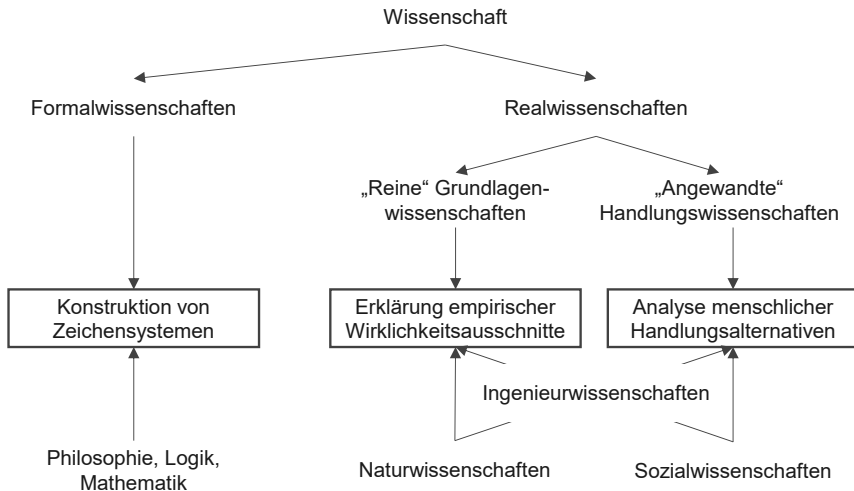 Wissenschaft
Formalwissenschaften
Realwissenschaften
„Reine“ Grundlagen-
wissenschaften
„Angewandte“
Handlungswissenschaften
Konstruktion von
Zeichensystemen
Erklärung empirischer
Wirklichkeitsausschnitte
Analyse menschlicher
Handlungsalternativen
Ingenieurwissenschaften
Philosophie, Logik,
Mathematik
Naturwissenschaften
Sozialwissenschaften